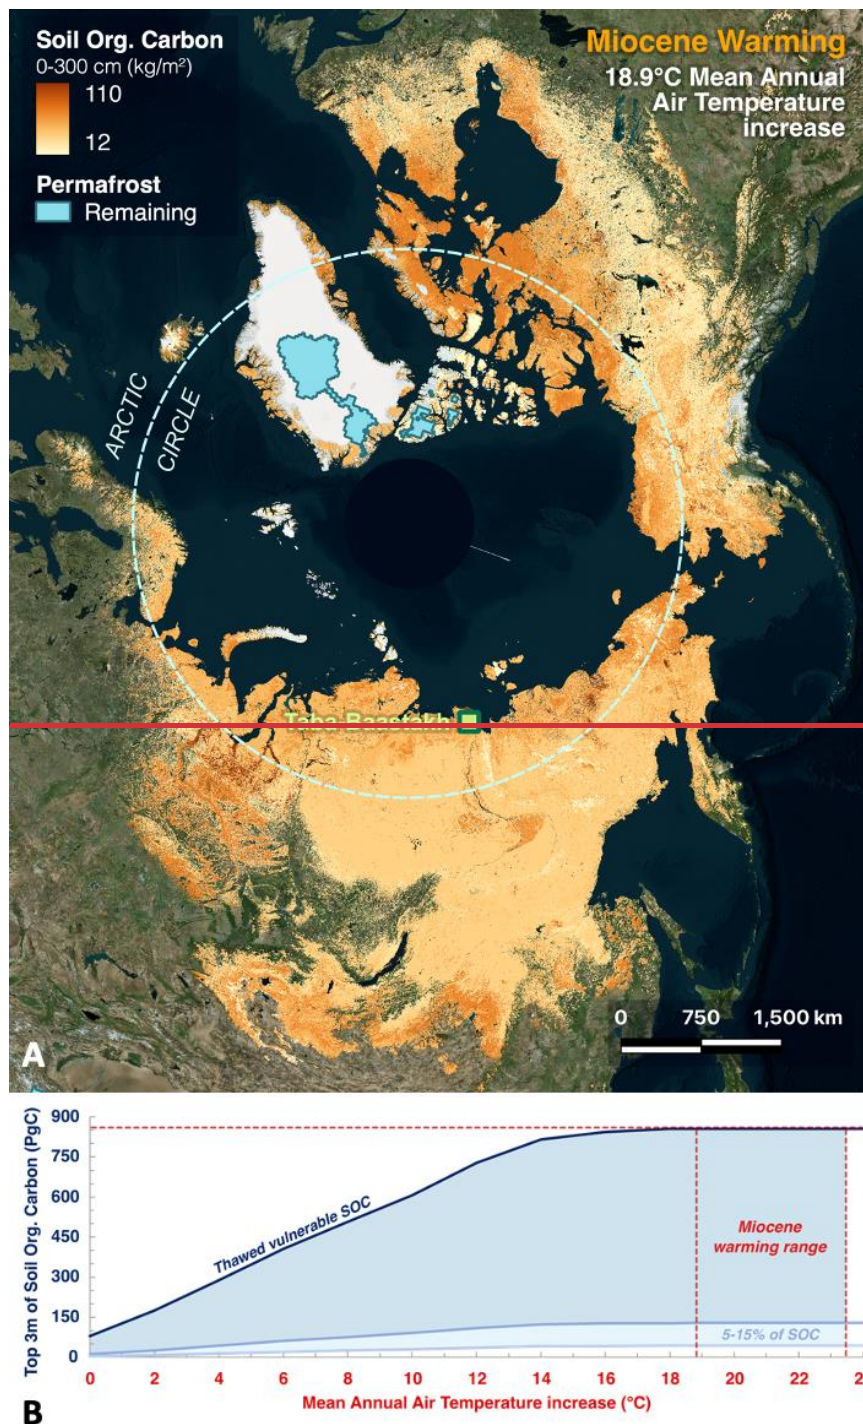 Soil Org. Carbon
0-300 cm (kg/m²)
110
12
Permafrost
Remaining
Miocene Warming
18.9°C Mean Annual
Air Temperature
increase
ARCTIC
CIRCLE
Taba-Baastakh
0 750 1,500 km
A
900
750
600
450
300
150
0
Top 3m of Soil Org. Carbon (PgC)
Thawed vulnerable SOC
Miocene
warming range
5-15% of SOC
0 2 4 6 8 10 12 14 16 18 20 22
Mean Annual Air Temperature increase (°C)
B